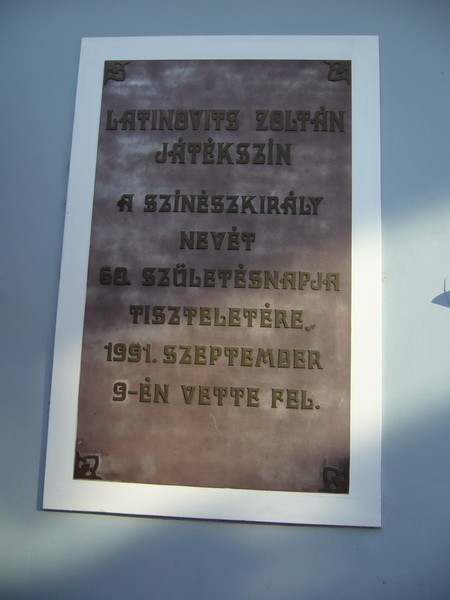 LATINOVITS ZOLTÁN
JÁTÉKSZÍN
A SZÍNÉSZKIRÁLY
NEVÉT
60. SZÜLETÉSNAPJA
TISZTELETÉRE,
1991. SZEPTEMBER
9-ÉN VETTE FEL.